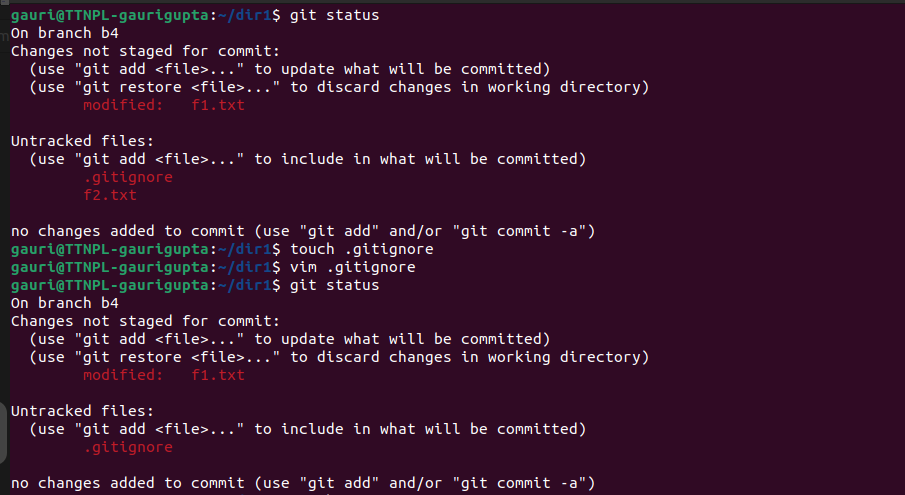 gauri@TTNPL-gaurigupta:~/dir1$ git status
On branch b4
Changes not staged for commit:
  (use "git add <file>..." to update what will be committed)
  (use "git restore <file>..." to discard changes in working directory)
        modified:   f1.txt

Untracked files:
  (use "git add <file>..." to include in what will be committed)
        .gitignore
        f2.txt

no changes added to commit (use "git add" and/or "git commit -a")
gauri@TTNPL-gaurigupta:~/dir1$ touch .gitignore
gauri@TTNPL-gaurigupta:~/dir1$ vim .gitignore
gauri@TTNPL-gaurigupta:~/dir1$ git status
On branch b4
Changes not staged for commit:
  (use "git add <file>..." to update what will be committed)
  (use "git restore <file>..." to discard changes in working directory)
        modified:   f1.txt

Untracked files:
  (use "git add <file>..." to include in what will be committed)
        .gitignore

no changes added to commit (use "git add" and/or "git commit -a")